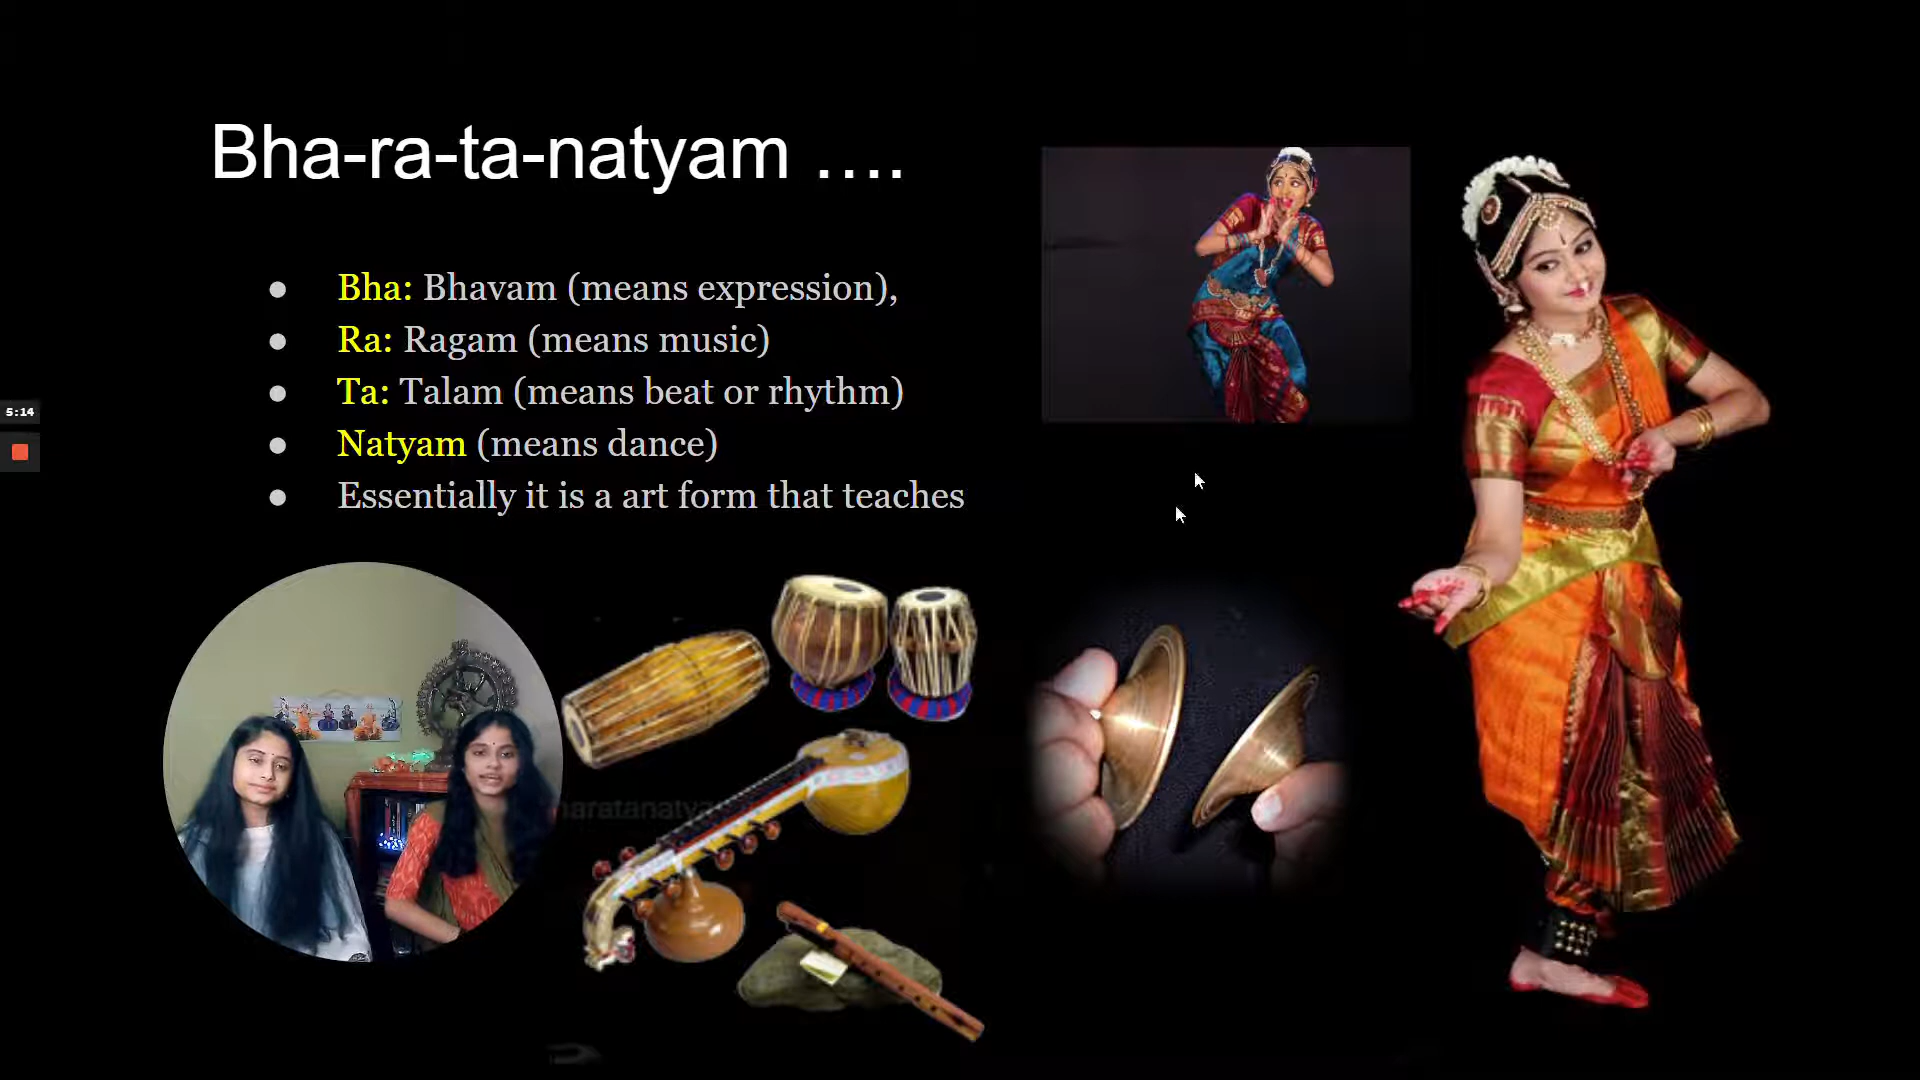 Bha-ra-ta-natyam ....
● Bha: Bhavam (means expression),
● Ra: Ragam (means music)
● Ta: Talam (means beat or rhythm)
● Natyam (means dance)
● Essentially it is a art form that teaches
5:14